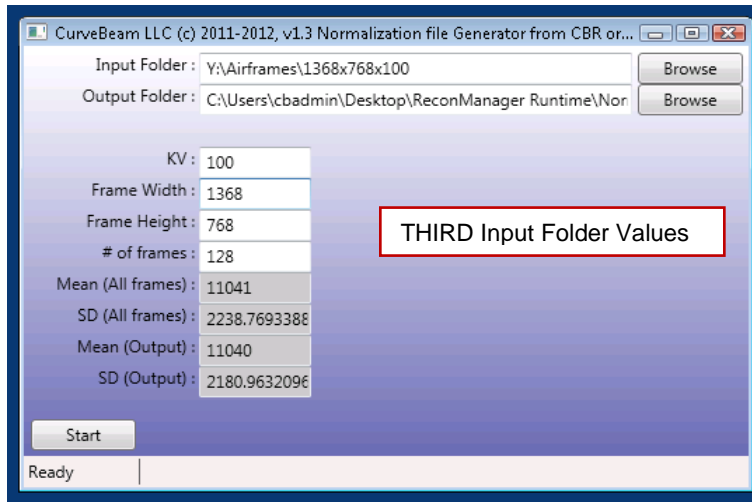 CurveBeam LLC (c) 2011-2012, v1.3 Normalization file Generator from CBR or...
Input Folder : Y:\Airframes\1368x768x100 Browse
Output Folder : C:\Users\cbadmin\Desktop\ReconManager Runtime\Nor Browse
KV : 100
Frame Width : 1368
Frame Height : 768
THIRD Input Folder Values
# of frames : 128
Mean (All frames) : 11041
SD (All frames) : 2238.7693388
Mean (Output) : 11040
SD (Output) : 2180.9632096
Start
Ready